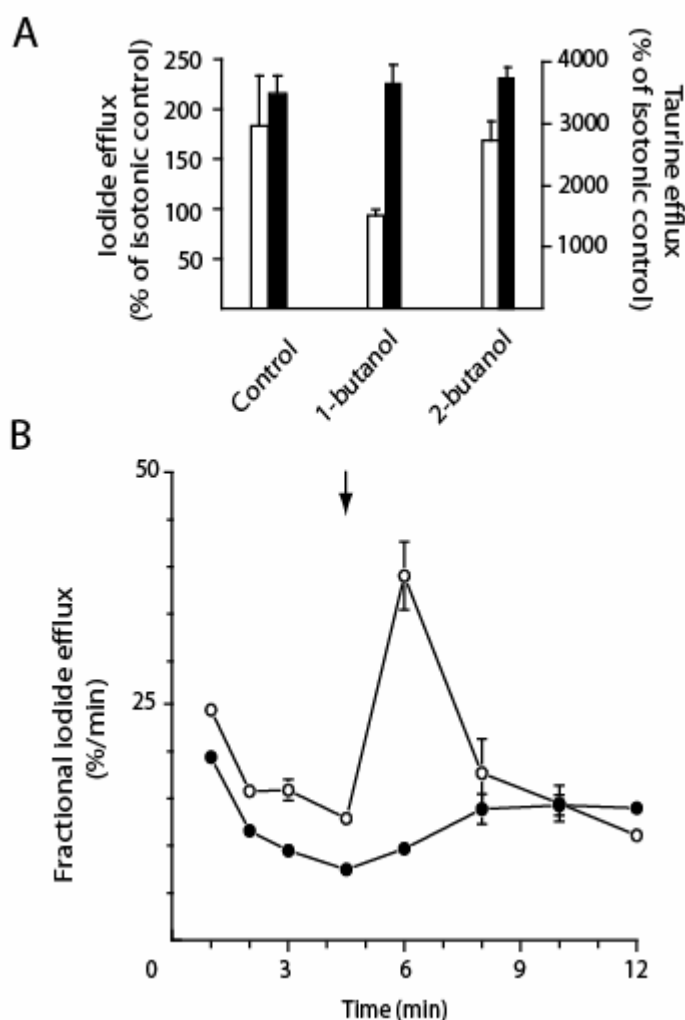 A
Iodide efflux
(% of isotonic control)
250
200
150
100
50
4000
3000
2000
1000
Taurine efflux
(% of isotonic control)
Control
1-butanol
2-butanol
B
Fractional iodide efflux
(%/min)
50
25
0
3
6
9
12
Time (min)